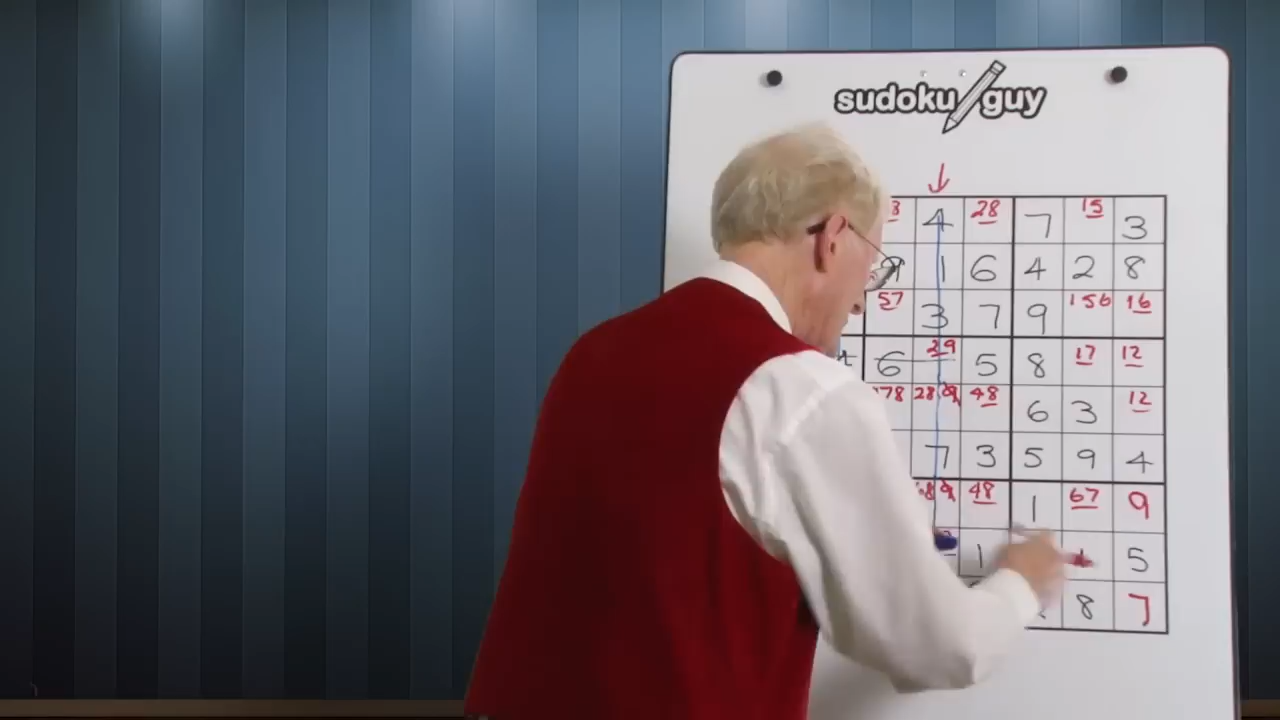 sudoku guy
4 28 7 15 3
1 6 4 2 8
57 3 7 9 156 16
6 29 5 8 17 12
78 28 48 6 3 12
7 3 5 9 4
48 1 67 9
1 5
8 7